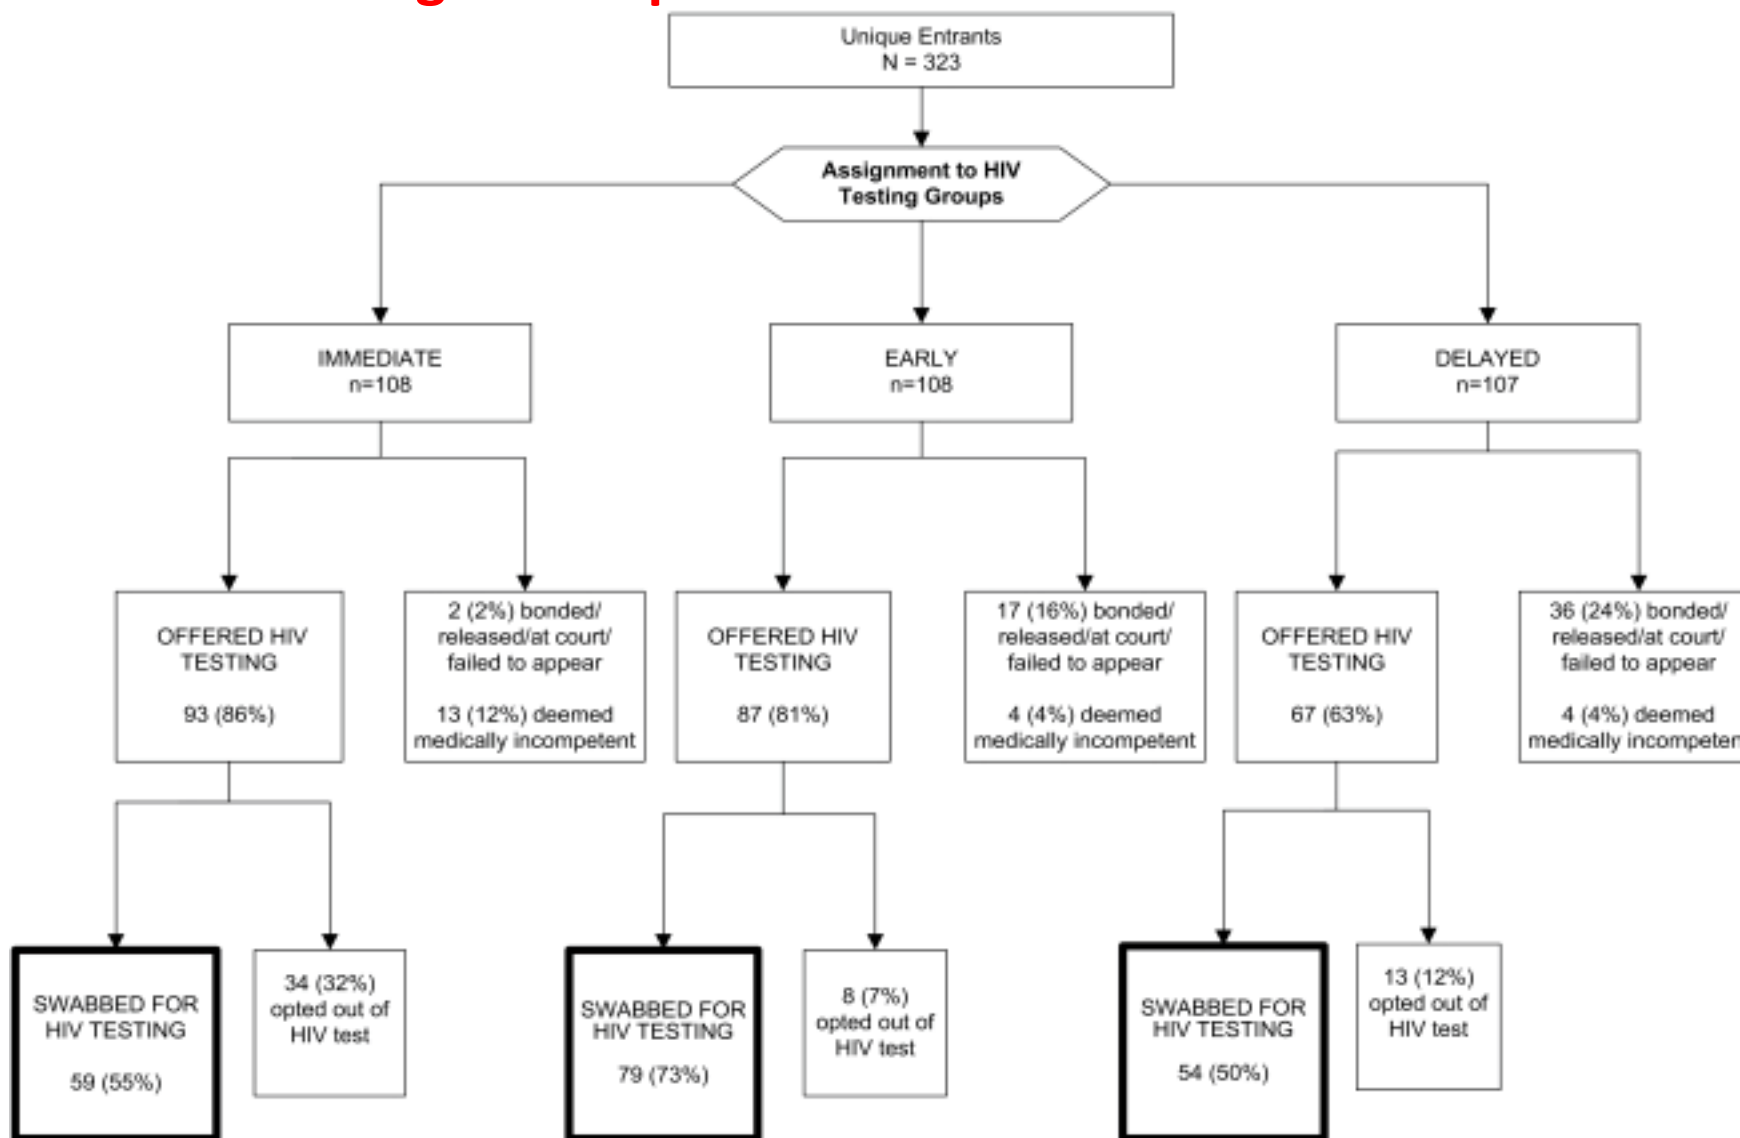 Unique Entrants
N = 323
Assignment to HIV
Testing Groups
IMMEDIATE
n=108
EARLY
n=108
DELAYED
n=107
OFFERED HIV
TESTING
93 (86%)
2 (2%) bonded/
released/at court/
failed to appear
13 (12%) deemed
medically incompetent
OFFERED HIV
TESTING
87 (81%)
17 (16%) bonded/
released/at court/
failed to appear
4 (4%) deemed
medically incompetent
OFFERED HIV
TESTING
67 (63%)
36 (24%) bonded/
released/at court/
failed to appear
4 (4%) deemed
medically incompetent
SWABBED FOR
HIV TESTING
59 (55%)
34 (32%)
opted out of
HIV test
SWABBED FOR
HIV TESTING
79 (73%)
8 (7%)
opted out of
HIV test
SWABBED FOR
HIV TESTING
54 (50%)
13 (12%)
opted out of
HIV test